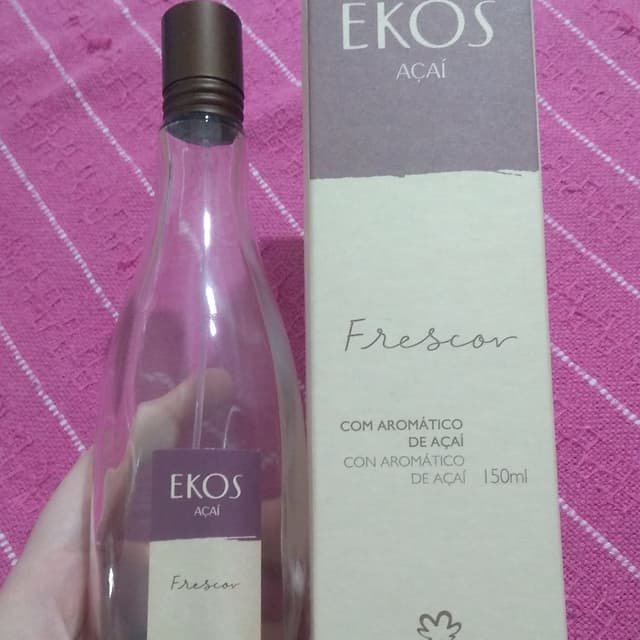 EKOS
AÇAÍ
Frescor
COM AROMÁTICO
DE AÇAÍ
CON AROMÁTICO
DE AÇAÍ 150ml
EKOS
AÇAÍ
Frescor